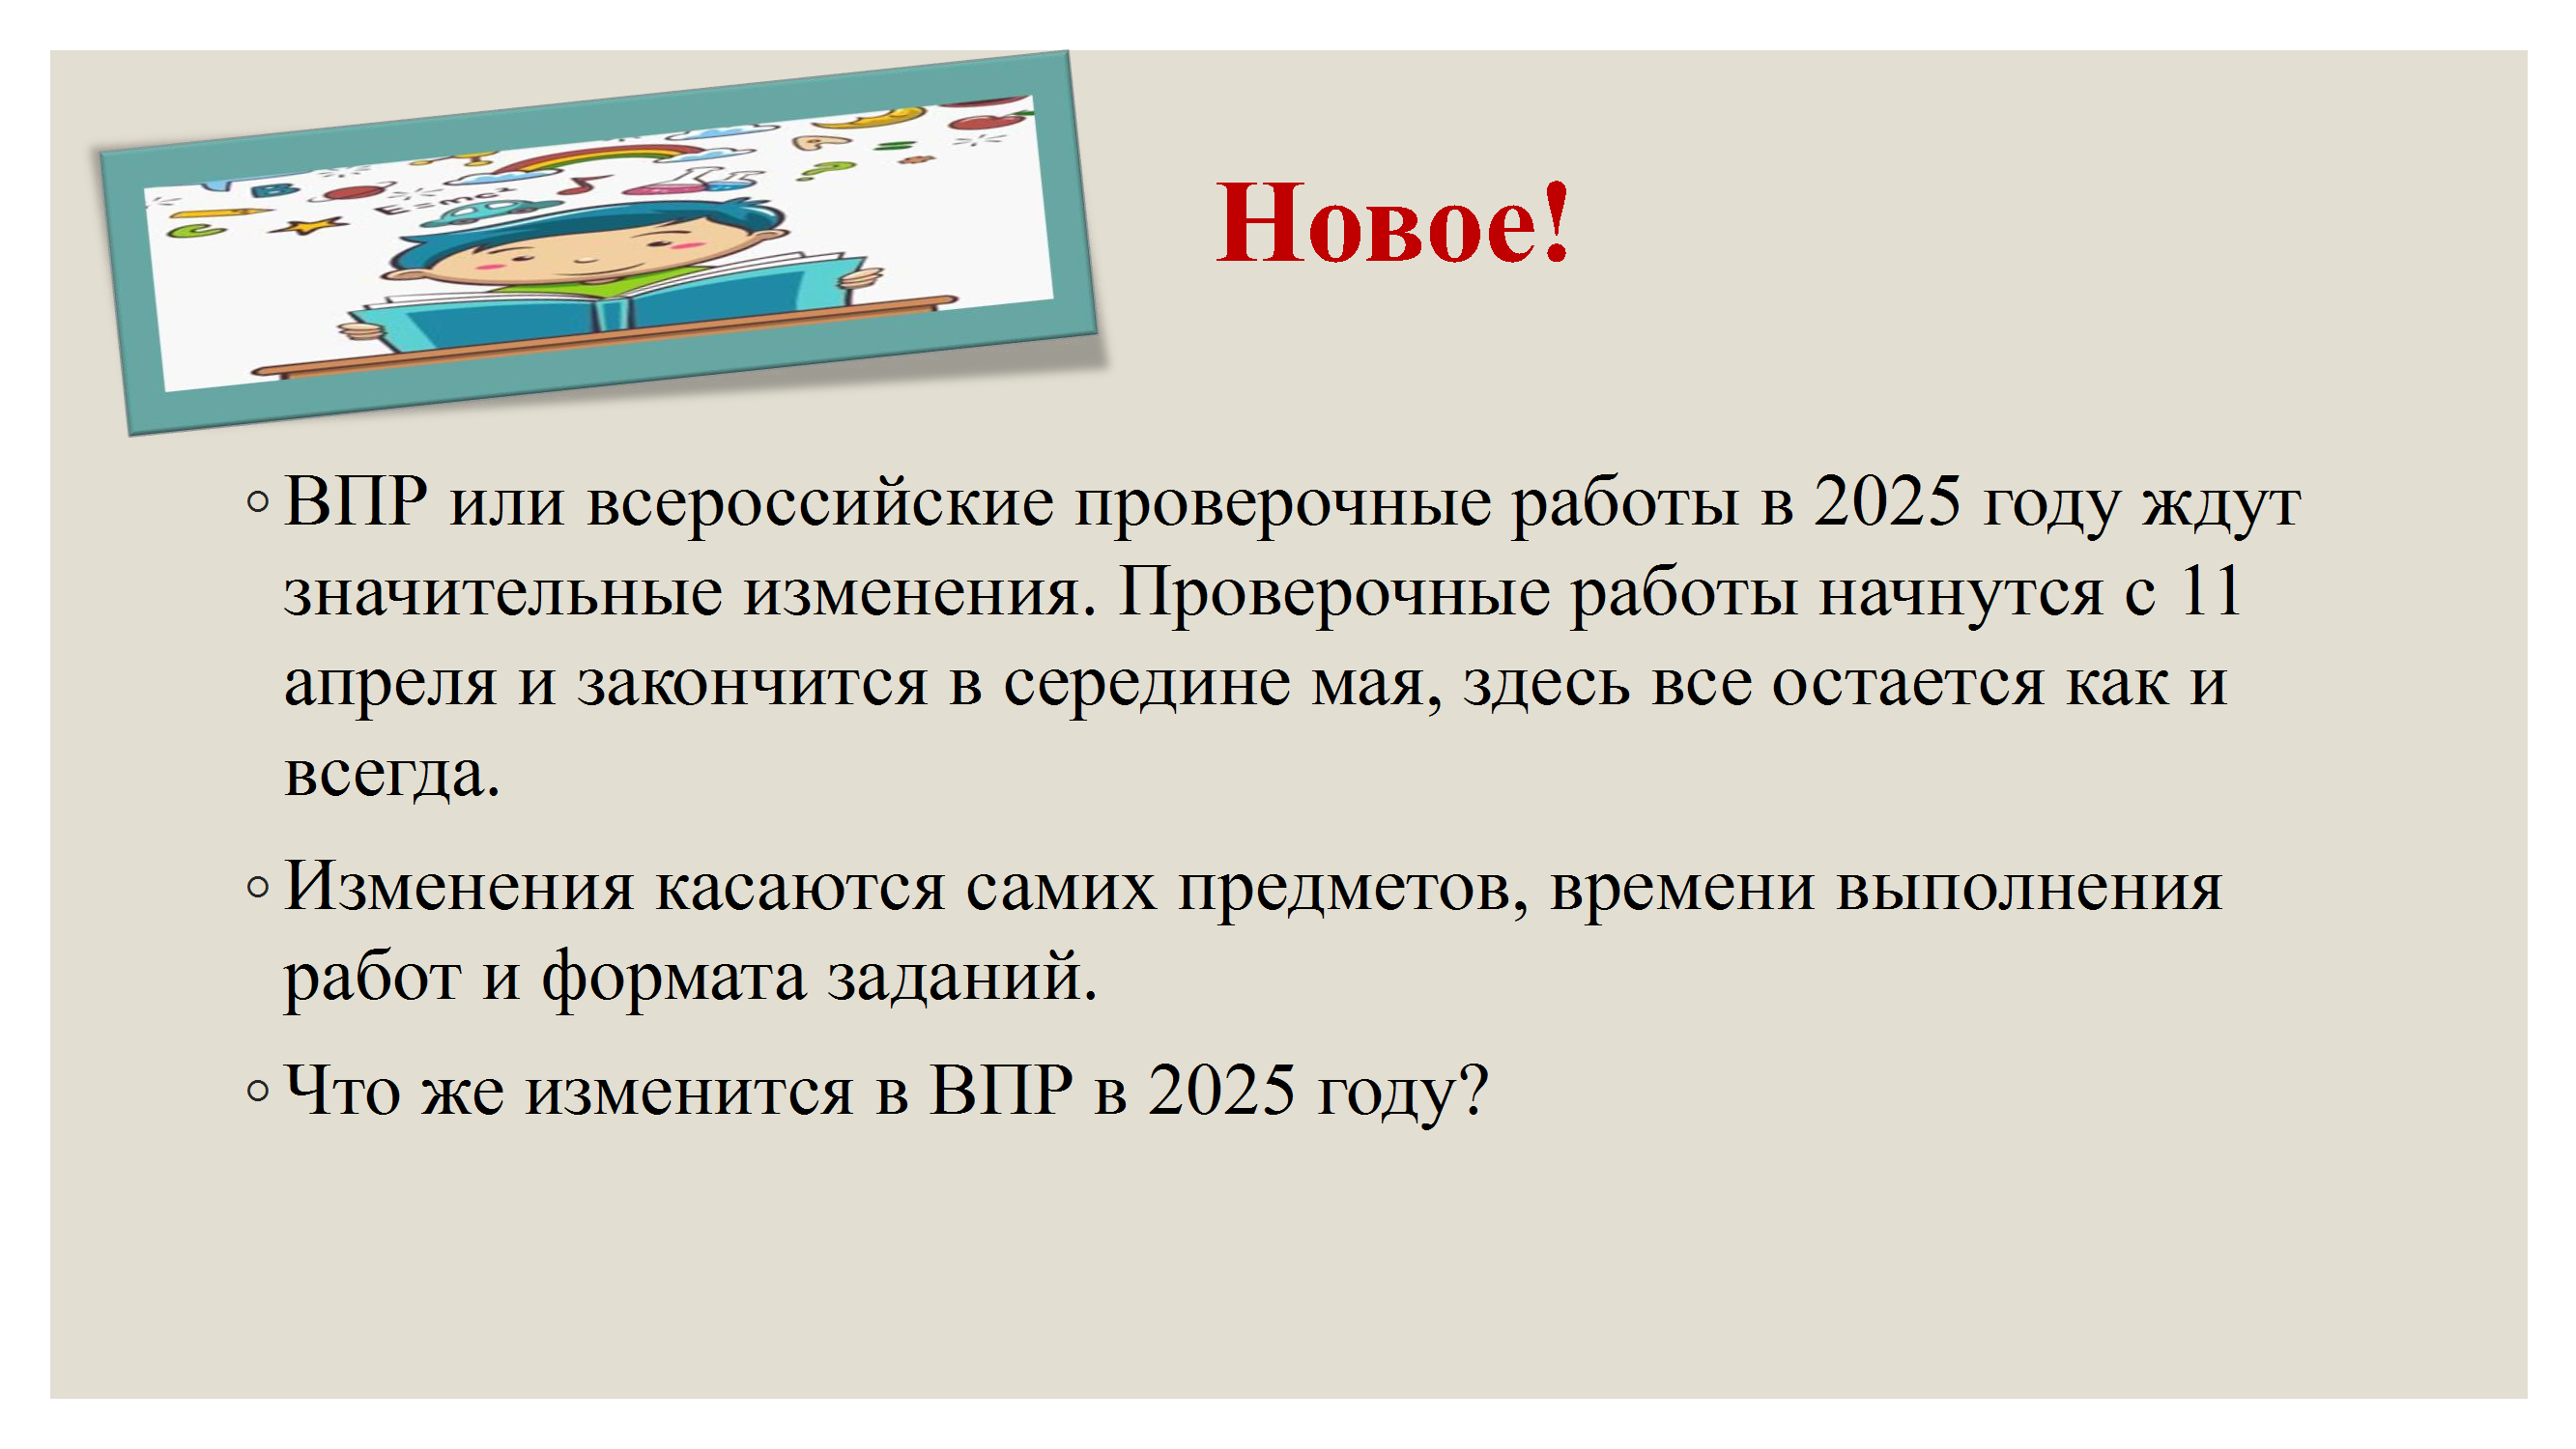 Новое!
B
E=mc²
◦ ВПР или всероссийские проверочные работы в 2025 году ждут
значительные изменения. Проверочные работы начнутся с 11
апреля и закончится в середине мая, здесь все остается как и
всегда.
◦ Изменения касаются самих предметов, времени выполнения
работ и формата заданий.
◦ Что же изменится в ВПР в 2025 году?